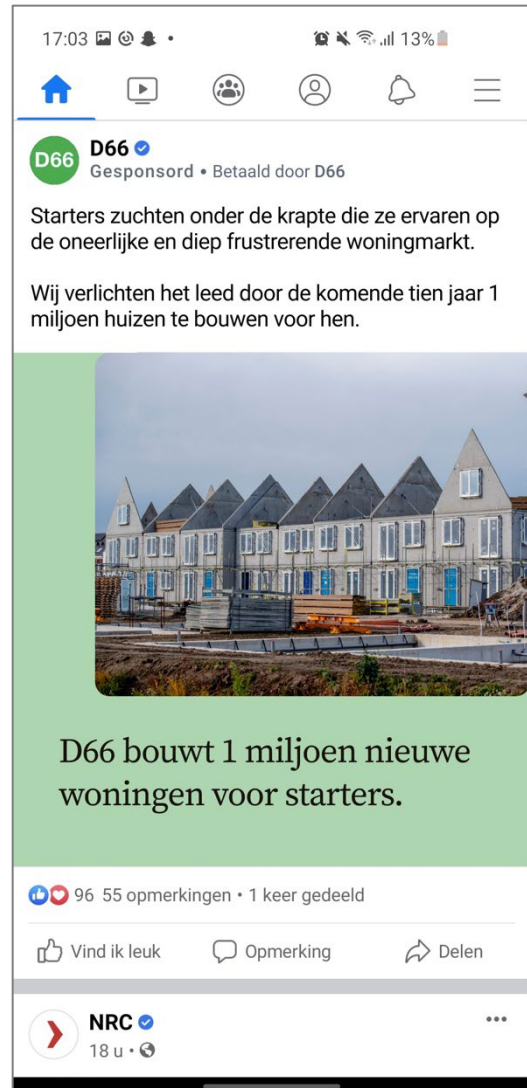 17:03
13%
D66
D66
Gesponsord • Betaald door D66
Starters zuchten onder de krapte die ze ervaren op
de oneerlijke en diep frustrerende woningmarkt.
Wij verlichten het leed door de komende tien jaar 1
miljoen huizen te bouwen voor hen.
D66 bouwt 1 miljoen nieuwe
woningen voor starters.
96 55 opmerkingen • 1 keer gedeeld
Vind ik leuk
Opmerking
Delen
NRC
18 u •